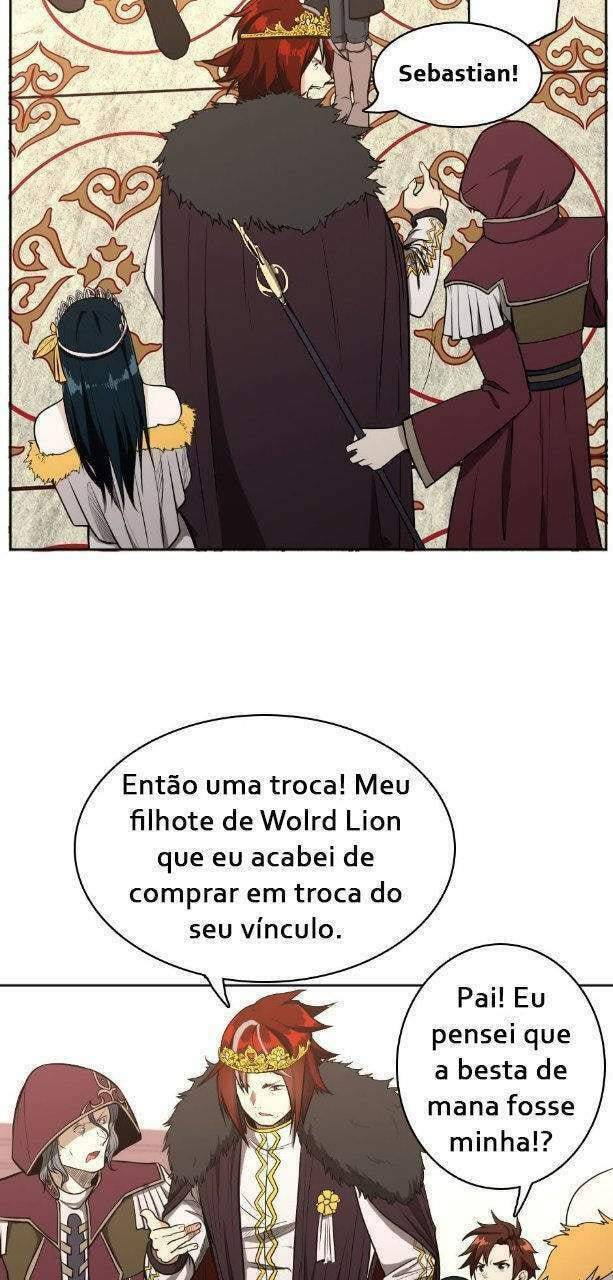 Sebastian!
Então uma troca! Meu
filhote de Wolrd Lion
que eu acabei de
comprar em troca do
seu vínculo.
Pai! Eu
pensei que
a besta de
mana fosse
minha!?